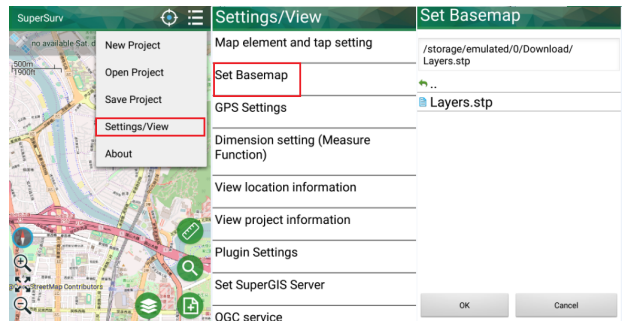 SuperSurv
no available Sat. d
500m
1900ft
New Project
Open Project
Save Project
Settings/View
About
StreetMap Contributors
Settings/View
Map element and tap setting
Set Basemap
GPS Settings
Dimension setting (Measure
Function)
View location information
View project information
Plugin Settings
Set SuperGIS Server
OGC service
Set Basemap
/storage/emulated/0/Download/
Layers.stp
..
Layers.stp
OK
Cancel